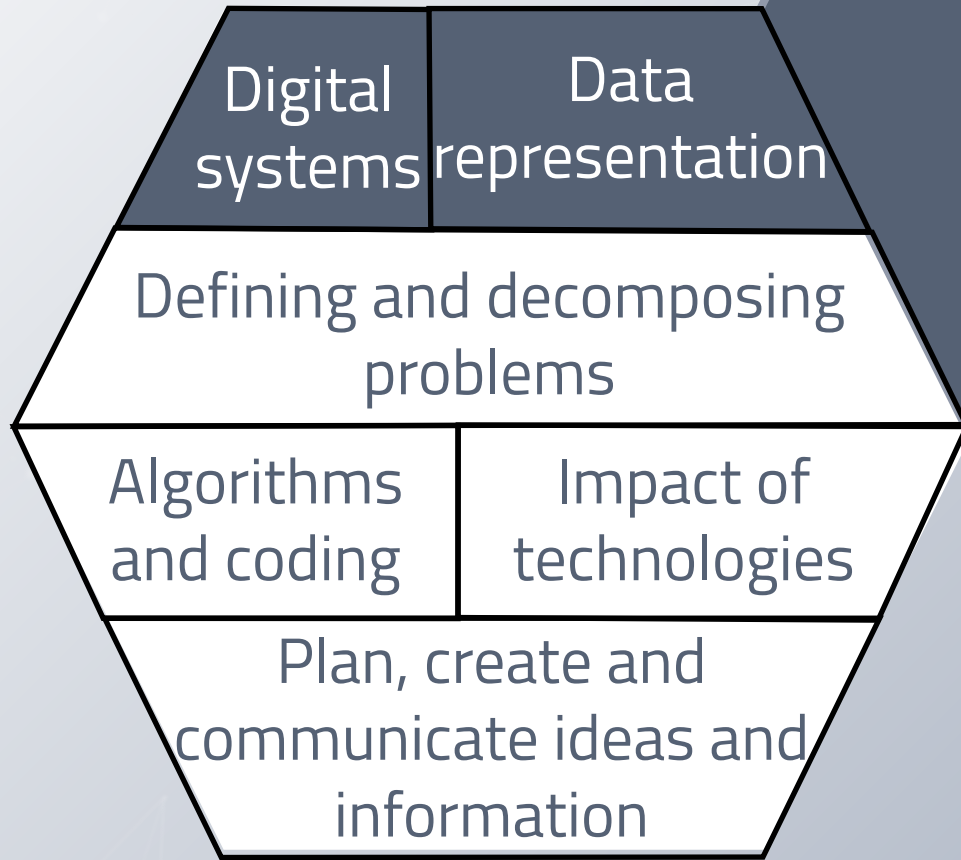 Digital
systems
Data
representation
Defining and decomposing
problems
Algorithms
and coding
Impact of
technologies
Plan, create and
communicate ideas and
information